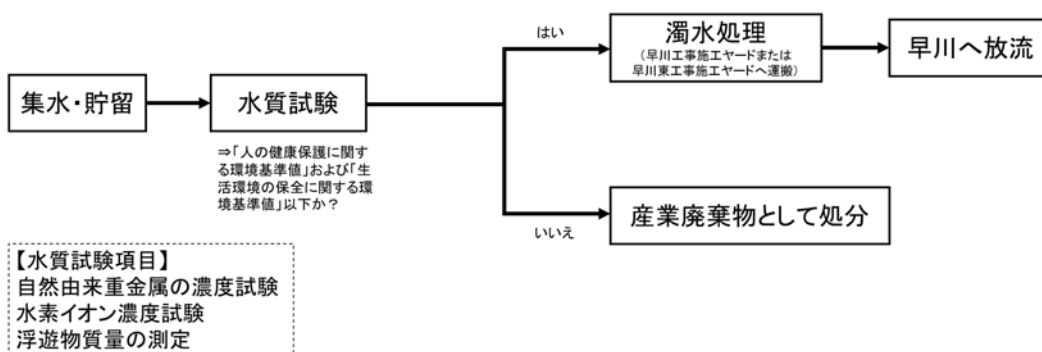 集水・貯留
水質試験
⇒「人の健康保護に関す
る環境基準値」および「生
活環境の保全に関する環
境基準値」以下か？
はい
濁水処理
（早川工事施工ヤードまたは
早川東工事施工ヤードへ運搬）
早川へ放流
いいえ
産業廃棄物として処分
【水質試験項目】
自然由来重金属の濃度試験
水素イオン濃度試験
浮遊物質量の測定